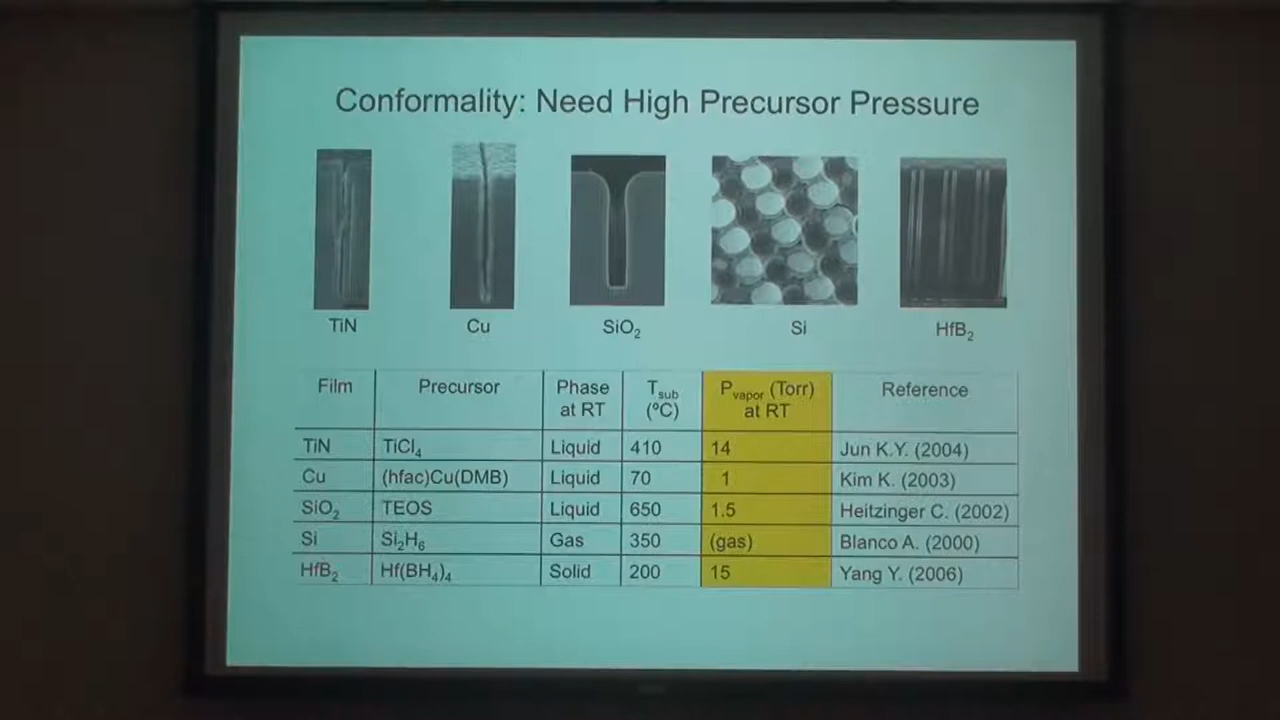 Conformality: Need High Precursor Pressure
TiN Cu SiO₂ Si HfB₂
Film Precursor Phase at RT T_sub (ºC) P_vapor (Torr) at RT Reference
TiN TiCl₄ Liquid 410 14 Jun K.Y. (2004)
Cu (hfac)Cu(DMB) Liquid 70 1 Kim K. (2003)
SiO₂ TEOS Liquid 650 1.5 Heitzinger C. (2002)
Si Si₂H₆ Gas 350 (gas) Blanco A. (2000)
HfB₂ Hf(BH₄)₄ Solid 200 15 Yang Y. (2006)